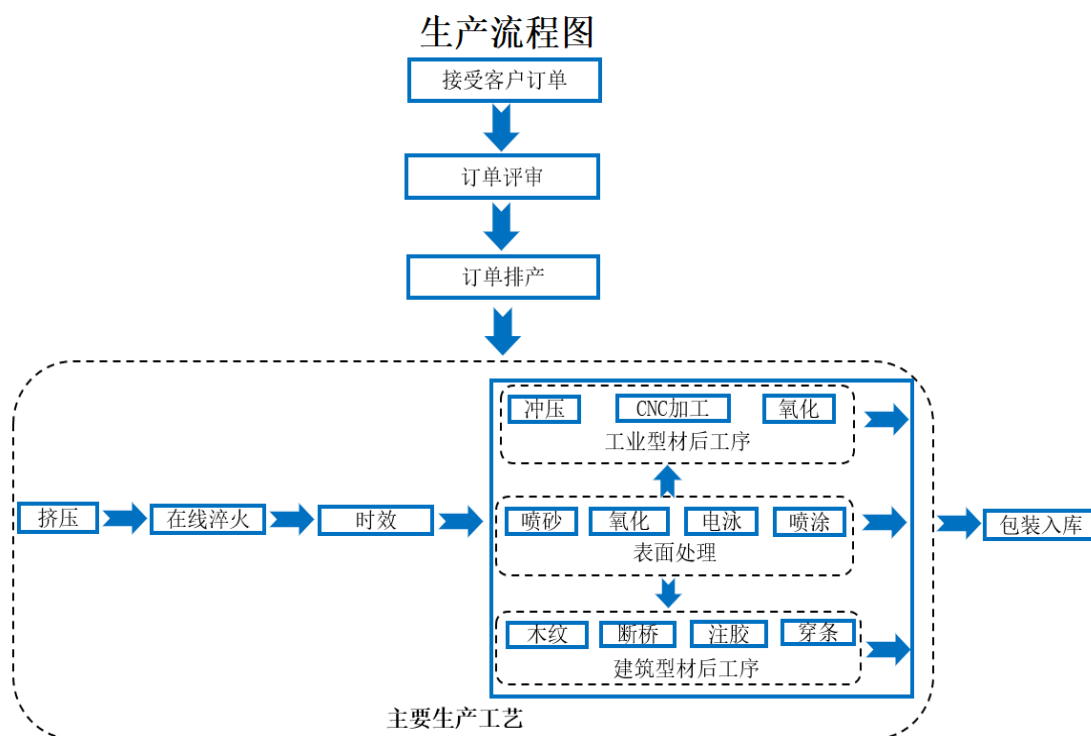 生产流程图
接受客户订单
订单评审
订单排产
冲压 CNC加工 氧化
工业型材后工序
挤压 在线淬火 时效
喷砂 氧化 电泳 喷涂
表面处理
包装入库
木纹 断桥 注胶 穿条
建筑型材后工序
主要生产工艺